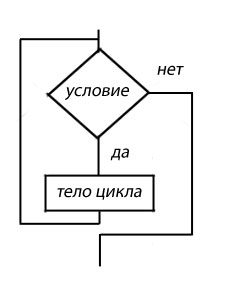 условие
нет
да
тело цикла